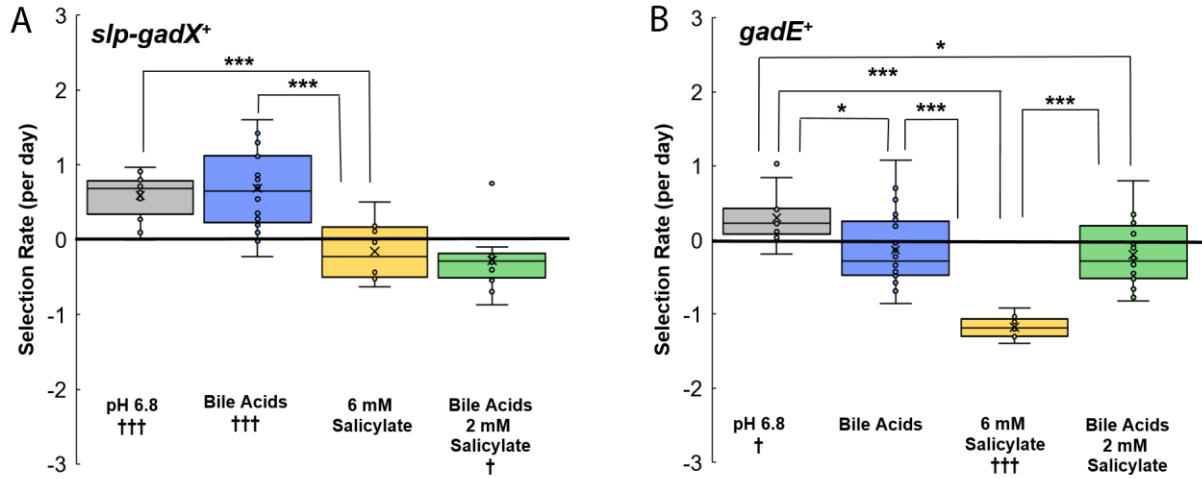 A
slp-gadX⁺
Selection Rate (per day)
3
2
1
0
-1
-2
-3
***
***
pH 6.8
†††
Bile Acids
†††
6 mM
Salicylate
Bile Acids
2 mM
Salicylate
†
B
gadE⁺
Selection Rate (per day)
3
2
1
0
-1
-2
-3
*
***
*
***
***
pH 6.8
†
Bile Acids
6 mM
Salicylate
†††
Bile Acids
2 mM
Salicylate